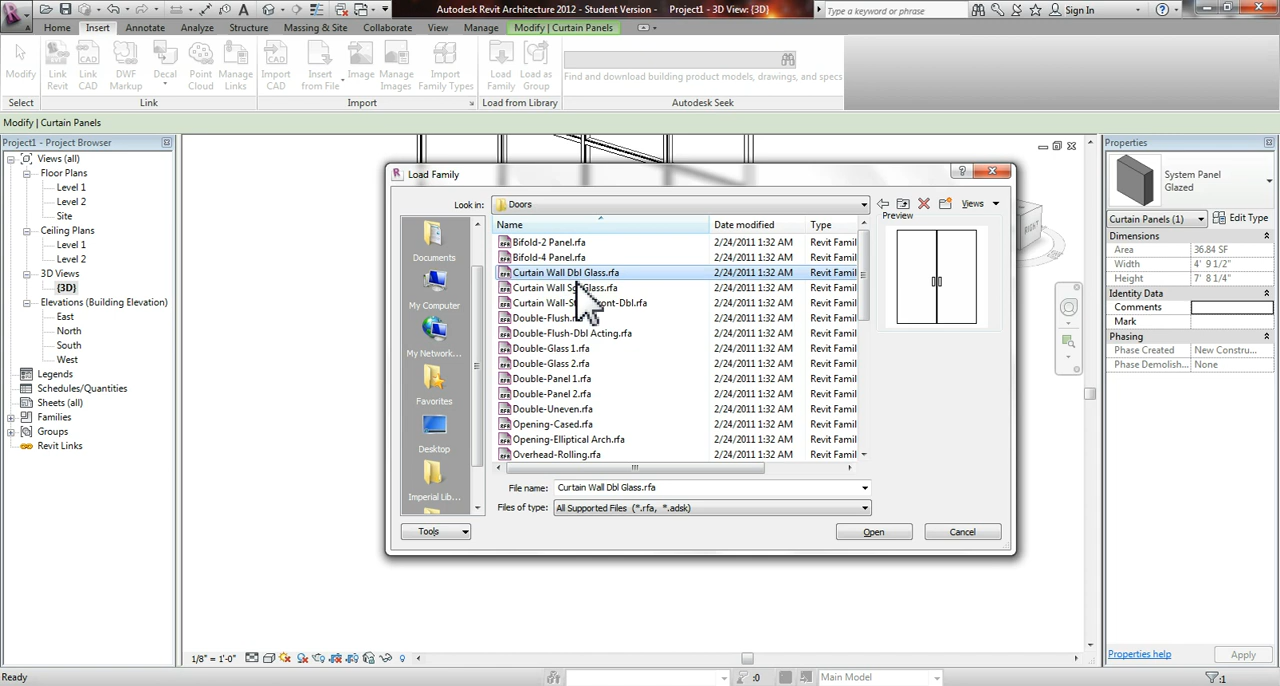 Autodesk Revit Architecture 2012 - Student Version - Project1 - 3D View: {3D}
Type a keyword or phrase
Sign In
Home Insert Annotate Analyze Structure Massing & Site Collaborate View Manage Modify | Curtain Panels
Modify
Link Revit
Link CAD
DWF Markup
Decal
Point Cloud
Manage Links
Import CAD
Insert from File
Image
Manage Images
Import Family Types
Load Family
Load as Group
Find and download building product models, drawings, and specs
Select Link Import Load from Library Autodesk Seek
Modify | Curtain Panels
Project1 - Project Browser
Views (all)
Floor Plans
Level 1
Level 2
Site
Ceiling Plans
Level 1
Level 2
3D Views
{3D}
Elevations (Building Elevation)
East
North
South
West
Legends
Schedules/Quantities
Sheets (all)
Families
Groups
Revit Links
Load Family
Look in: Doors
Views
Documents
My Computer
My Network...
Favorites
Desktop
Imperial Lib...
Name Date modified Type
Bifold-2 Panel.rfa 2/24/2011 1:32 AM Revit Famil
Bifold-4 Panel.rfa 2/24/2011 1:32 AM Revit Famil
Curtain Wall Dbl Glass.rfa 2/24/2011 1:32 AM Revit Famil
Curtain Wall Glass.rfa 2/24/2011 1:32 AM Revit Famil
Curtain Wall-St ont-Dbl.rfa 2/24/2011 1:32 AM Revit Famil
Double-Flush. 2/24/2011 1:32 AM Revit Famil
Double-Flush-Dbl Acting.rfa 2/24/2011 1:32 AM Revit Famil
Double-Glass 1.rfa 2/24/2011 1:32 AM Revit Famil
Double-Glass 2.rfa 2/24/2011 1:32 AM Revit Famil
Double-Panel 1.rfa 2/24/2011 1:32 AM Revit Famil
Double-Panel 2.rfa 2/24/2011 1:32 AM Revit Famil
Double-Uneven.rfa 2/24/2011 1:32 AM Revit Famil
Opening-Cased.rfa 2/24/2011 1:32 AM Revit Famil
Opening-Elliptical Arch.rfa 2/24/2011 1:32 AM Revit Famil
Overhead-Rolling.rfa 2/24/2011 1:32 AM Revit Famil
Preview
File name: Curtain Wall Dbl Glass.rfa
Files of type: All Supported Files (*.rfa, *.adsk)
Tools Open Cancel
RIGHT
Properties
System Panel
Glazed
Curtain Panels (1) Edit Type
Dimensions
Area 36.84 SF
Width 4' 9 1/2"
Height 7' 8 1/4"
Identity Data
Comments
Mark
Phasing
Phase Created New Constru...
Phase Demolish... None
Properties help Apply
1/8" = 1'-0"
Ready
:0
Main Model
:1